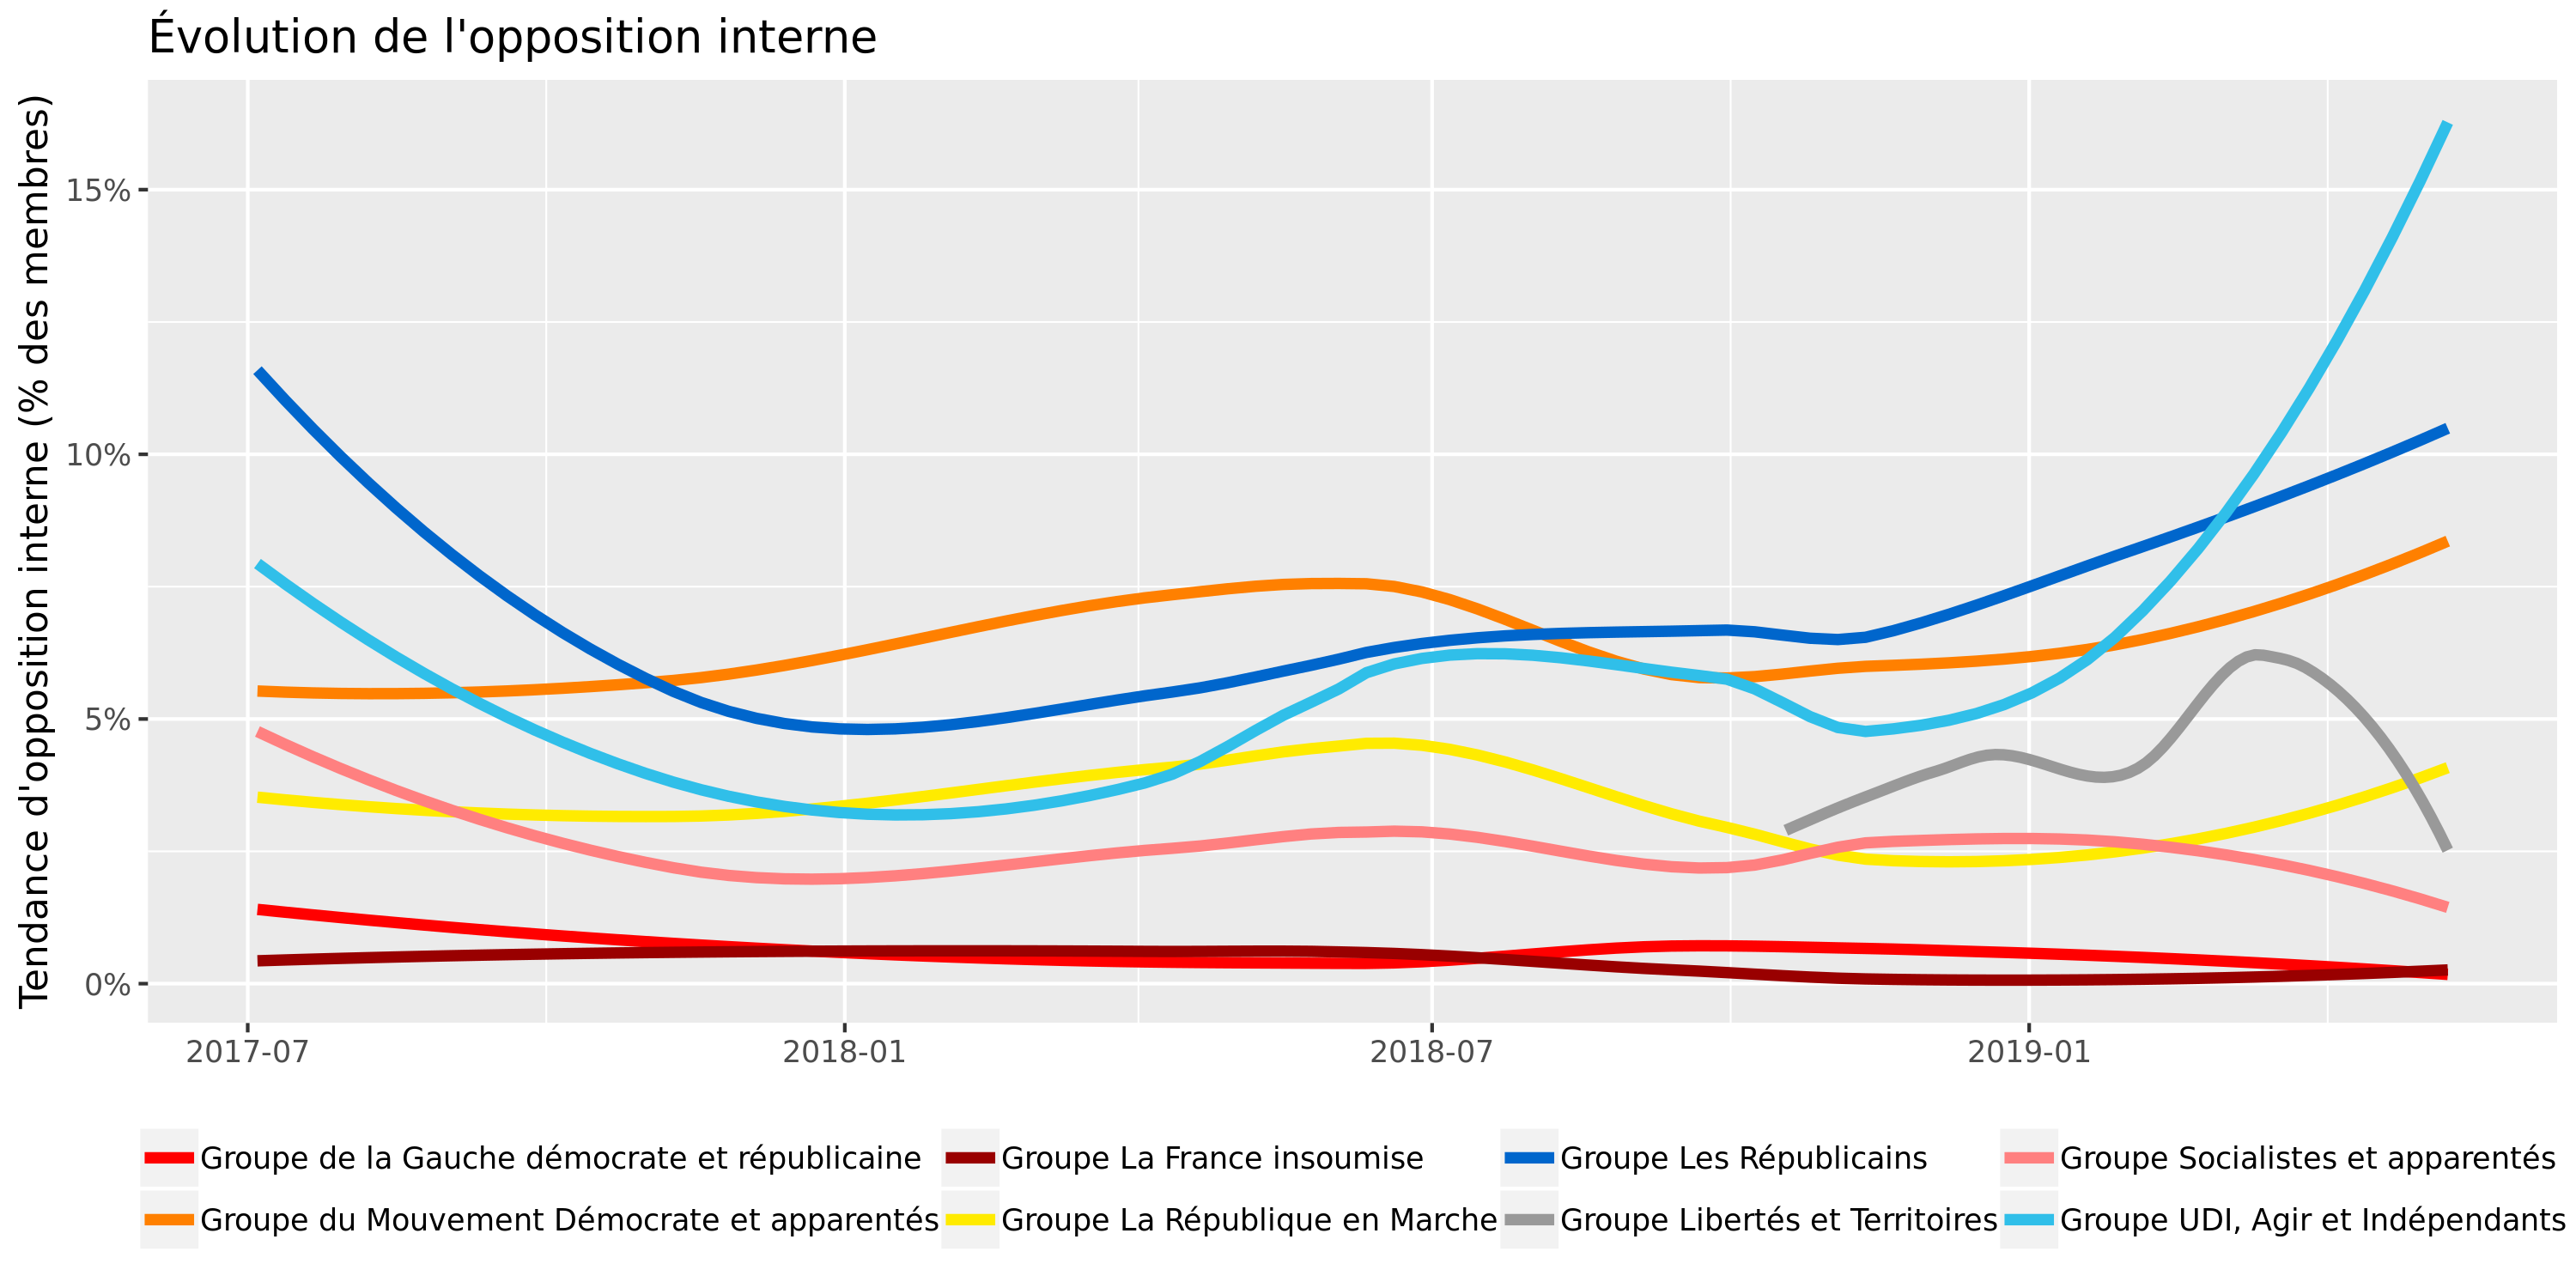 Évolution de l'opposition interne
Tendance d'opposition interne (% des membres)
15%
10%
5%
0%
2017-07 2018-01 2018-07 2019-01
Groupe de la Gauche démocrate et républicaine Groupe La France insoumise Groupe Les Républicains Groupe Socialistes et apparentés
Groupe du Mouvement Démocrate et apparentés Groupe La République en Marche Groupe Libertés et Territoires Groupe UDI, Agir et Indépendants